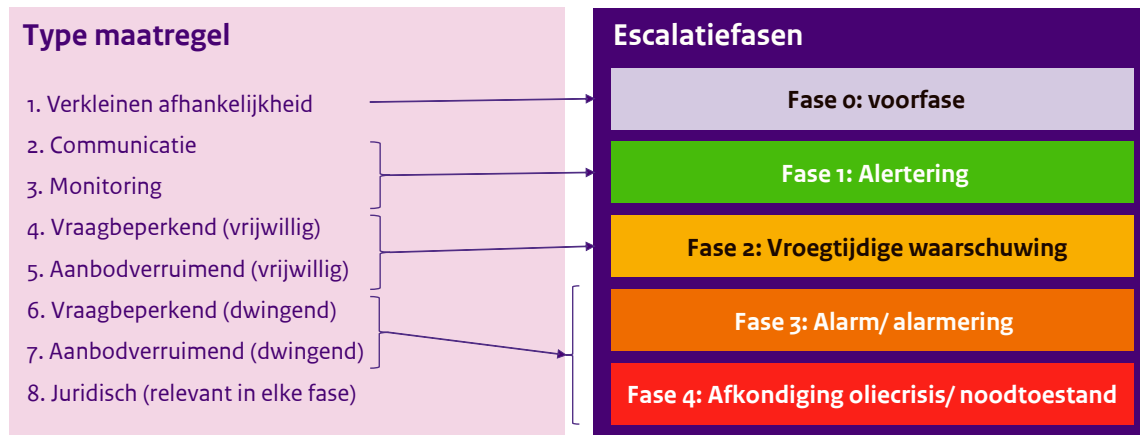 Type maatregel
1. Verkleinen afhankelijkheid
2. Communicatie
3. Monitoring
4. Vraagbeperkend (vrijwillig)
5. Aanbodverruimend (vrijwillig)
6. Vraagbeperkend (dwingend)
7. Aanbodverruimend (dwingend)
8. Juridisch (relevant in elke fase)
Escalatiefasen
Fase 0: voorfase
Fase 1: Alertering
Fase 2: Vroegtijdige waarschuwing
Fase 3: Alarm/ alarmering
Fase 4: Afkondiging oliecrisis/ noodtoestand